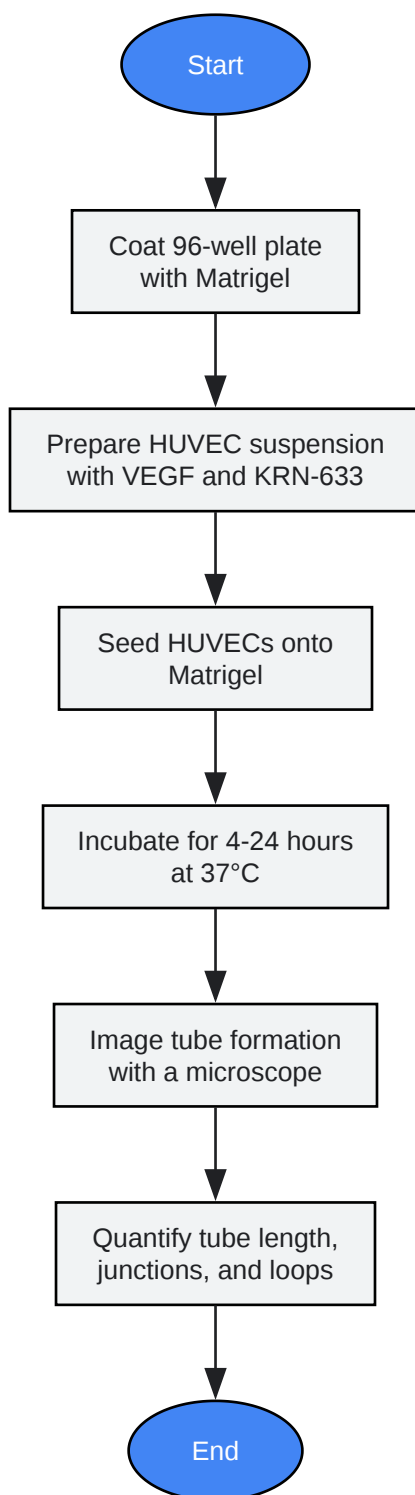 Start
Coat 96-well plate
with Matrigel
Prepare HUVEC suspension
with VEGF and KRN-633
Seed HUVECs onto
Matrigel
Incubate for 4-24 hours
at 37°C
Image tube formation
with a microscope
Quantify tube length,
junctions, and loops
End